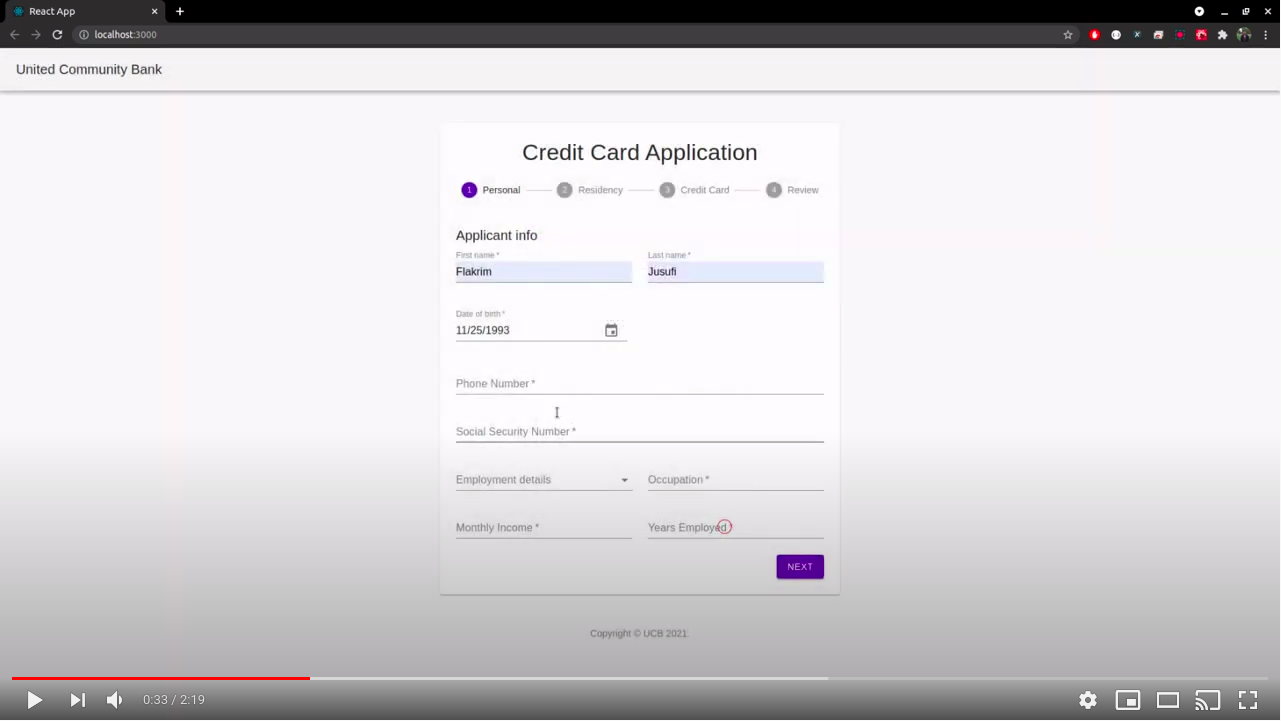 React App
localhost:3000
United Community Bank
Credit Card Application
1 Personal 2 Residency 3 Credit Card 4 Review
Applicant info
First name * Last name *
Flakrim Jusufi
Date of birth *
11/25/1993
Phone Number *
Social Security Number *
Employment details Occupation *
Monthly Income * Years Employed *
NEXT
Copyright © UCB 2021.
0:33 / 2:19